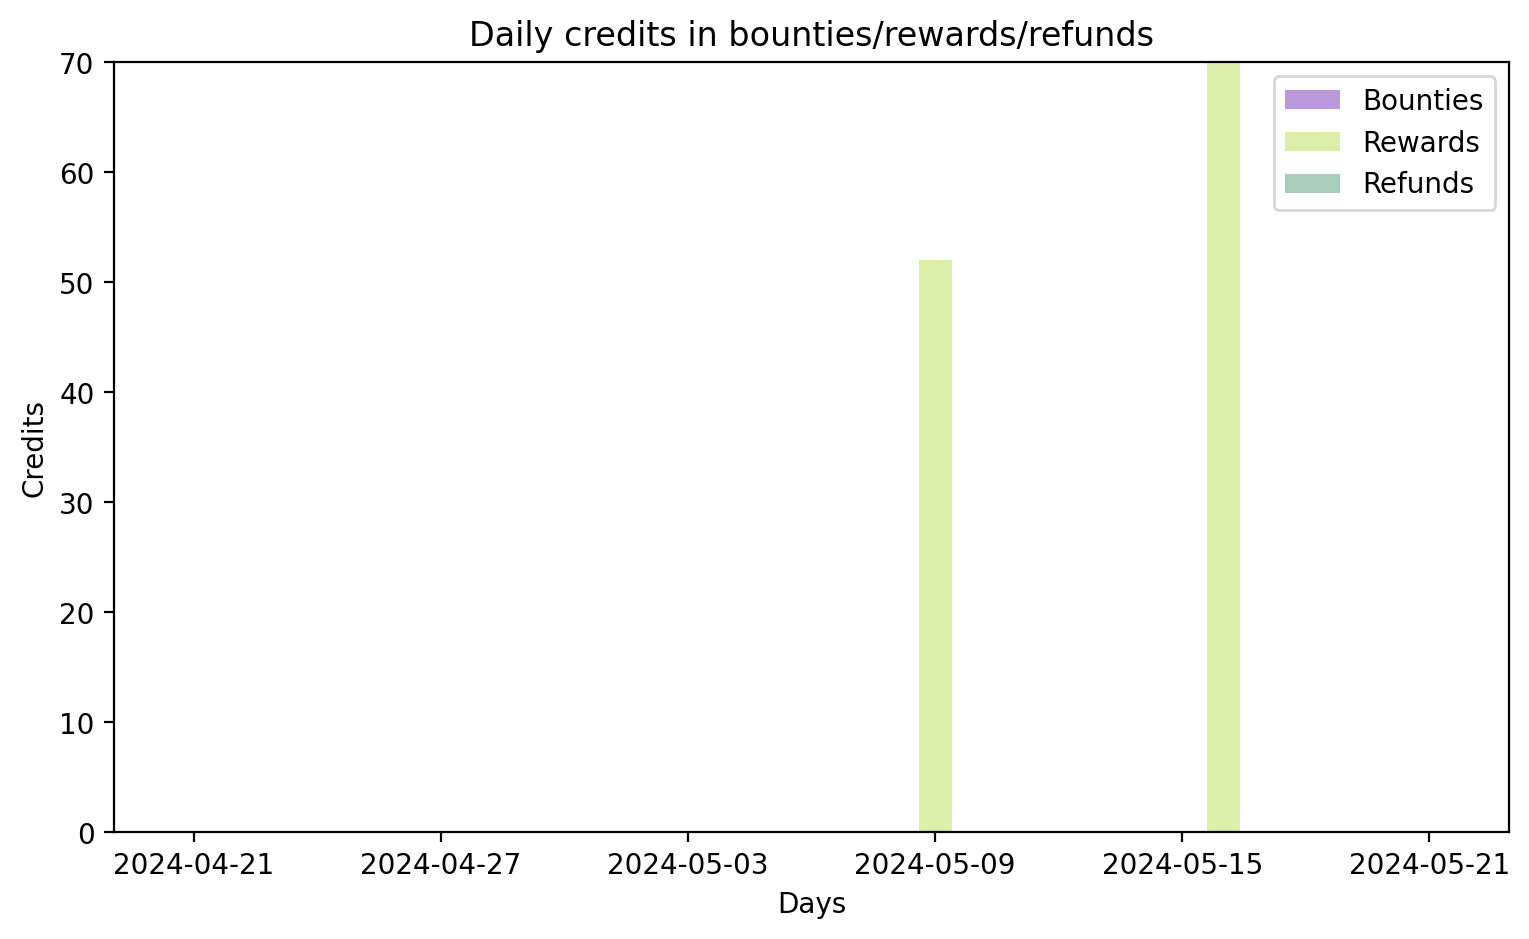 Daily credits in bounties/rewards/refunds
70
60
50
40
30
20
10
0
Credits
Bounties
Rewards
Refunds
2024-04-21 2024-04-27 2024-05-03 2024-05-09 2024-05-15 2024-05-21
Days